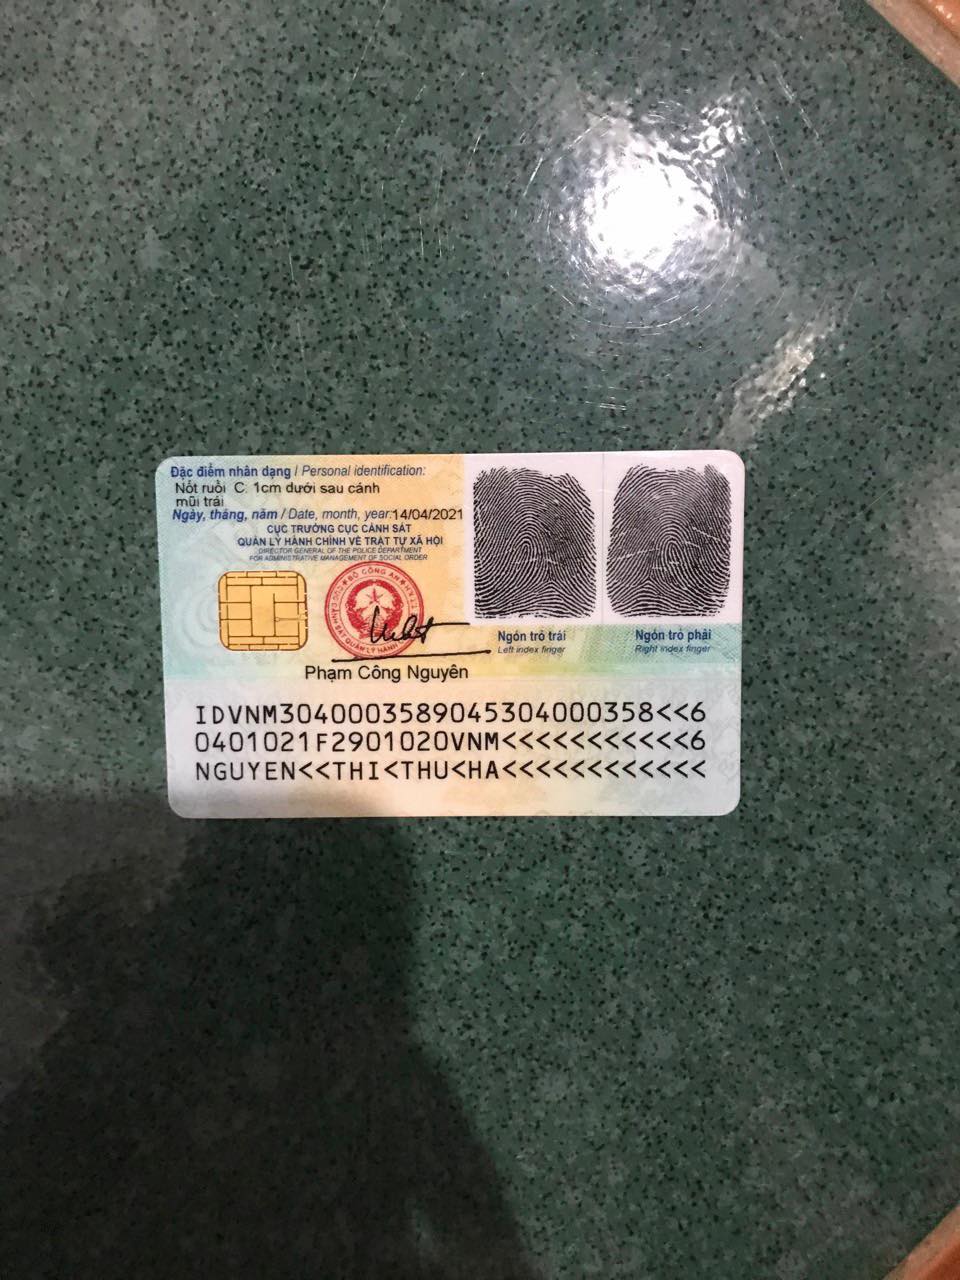 Đặc điểm nhân dạng / Personal identification:
Nốt ruồi C. 1cm dưới sau cánh
mũi trái
Ngày, tháng, năm / Date, month, year:14/04/2021
CỤC TRƯỞNG CỤC CẢNH SÁT
QUẢN LÝ HÀNH CHÍNH VỀ TRẬT TỰ XÃ HỘI
DIRECTOR GENERAL OF THE POLICE DEPARTMENT
FOR ADMINISTRATIVE MANAGEMENT OF SOCIAL ORDER
BỘ CÔNG AN
Phạm Công Nguyên
Ngón trỏ trái
Left index finger
Ngón trỏ phải
Right index finger
IDVNM3040003589045304000358<<6
0401021F2901020VNM<<<<<<<<<<<6
NGUYEN<<THI<THU<HA<<<<<<<<<<<<